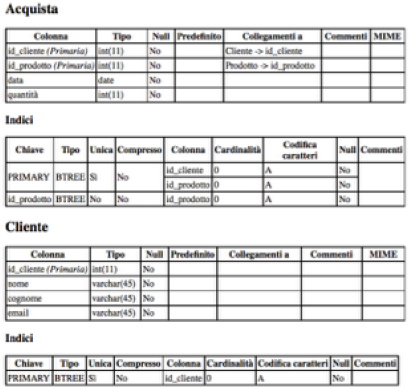 Acquista
Colonna Tipo Null Predefinito Collegamenti a Commenti MIME
id_cliente (Primaria) int(11) No Cliente -> id_cliente
id_prodotto (Primaria) int(11) No Prodotto -> id_prodotto
data date No
quantità int(11) No
Indici
Chiave Tipo Unica Compresso Colonna Cardinalità Codifica caratteri Null Commenti
PRIMARY BTREE Sì No id_cliente 0 A No
id_prodotto 0 A No
id_prodotto BTREE No No id_prodotto 0 A No
Cliente
Colonna Tipo Null Predefinito Collegamenti a Commenti MIME
id_cliente (Primaria) int(11) No
nome varchar(45) No
cognome varchar(45) No
email varchar(45) No
Indici
Chiave Tipo Unica Compresso Colonna Cardinalità Codifica caratteri Null Commenti
PRIMARY BTREE Sì No id_cliente 0 A No